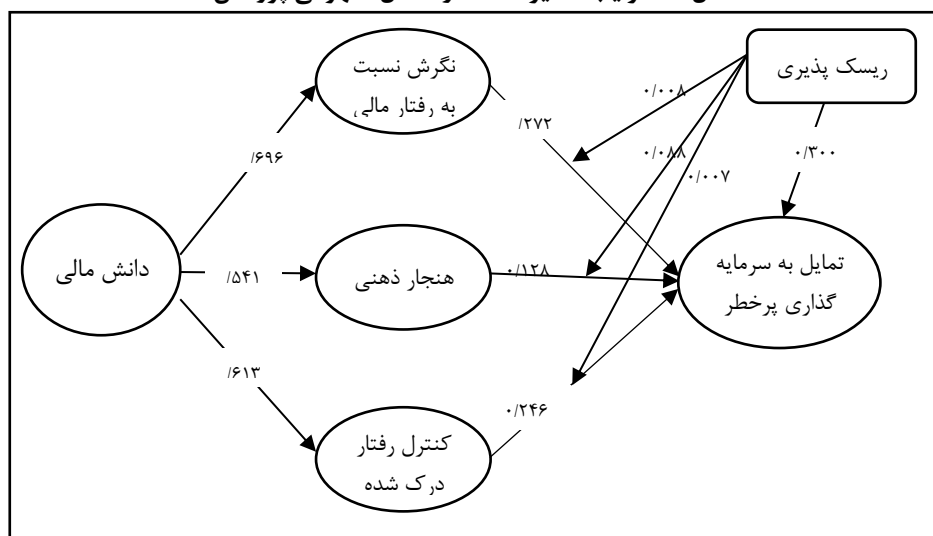 ریسک پذیری
نگرش نسبت
به رفتار مالی
۰/۰۰۸
/۲۷۲
۰/۰۸۸
۰/۰۰۷
۰/۳۰۰
/۶۹۶
دانش مالی
/۵۴۱
هنجار ذهنی
۰/۱۲۸
تمایل به سرمایه
گذاری پرخطر
/۶۱۳
۰/۲۴۶
کنترل رفتار
درک شده